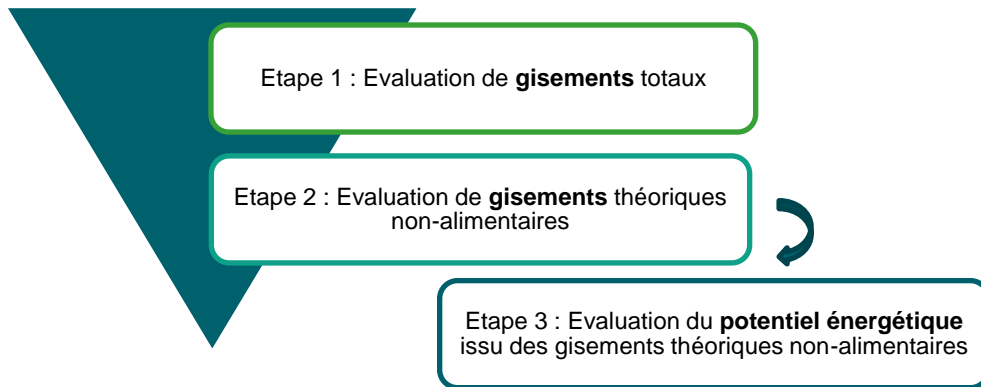 Etape 1 : Evaluation de gisements totaux
Etape 2 : Evaluation de gisements théoriques
non-alimentaires
Etape 3 : Evaluation du potentiel énergétique
issu des gisements théoriques non-alimentaires